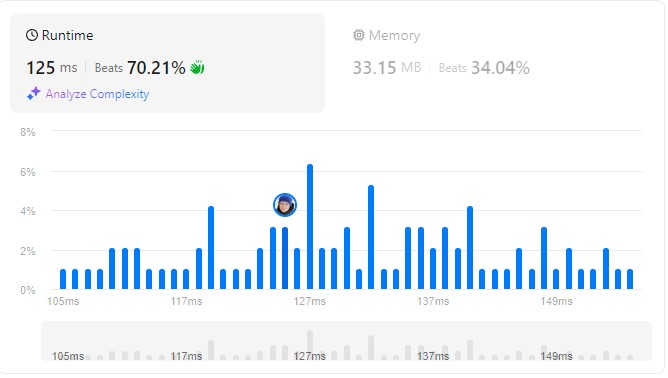 Runtime
125 ms | Beats 70.21%
Analyze Complexity
Memory
33.15 MB | Beats 34.04%
8%
6%
4%
2%
0%
105ms 117ms 127ms 137ms 149ms
105ms 117ms 127ms 137ms 149ms